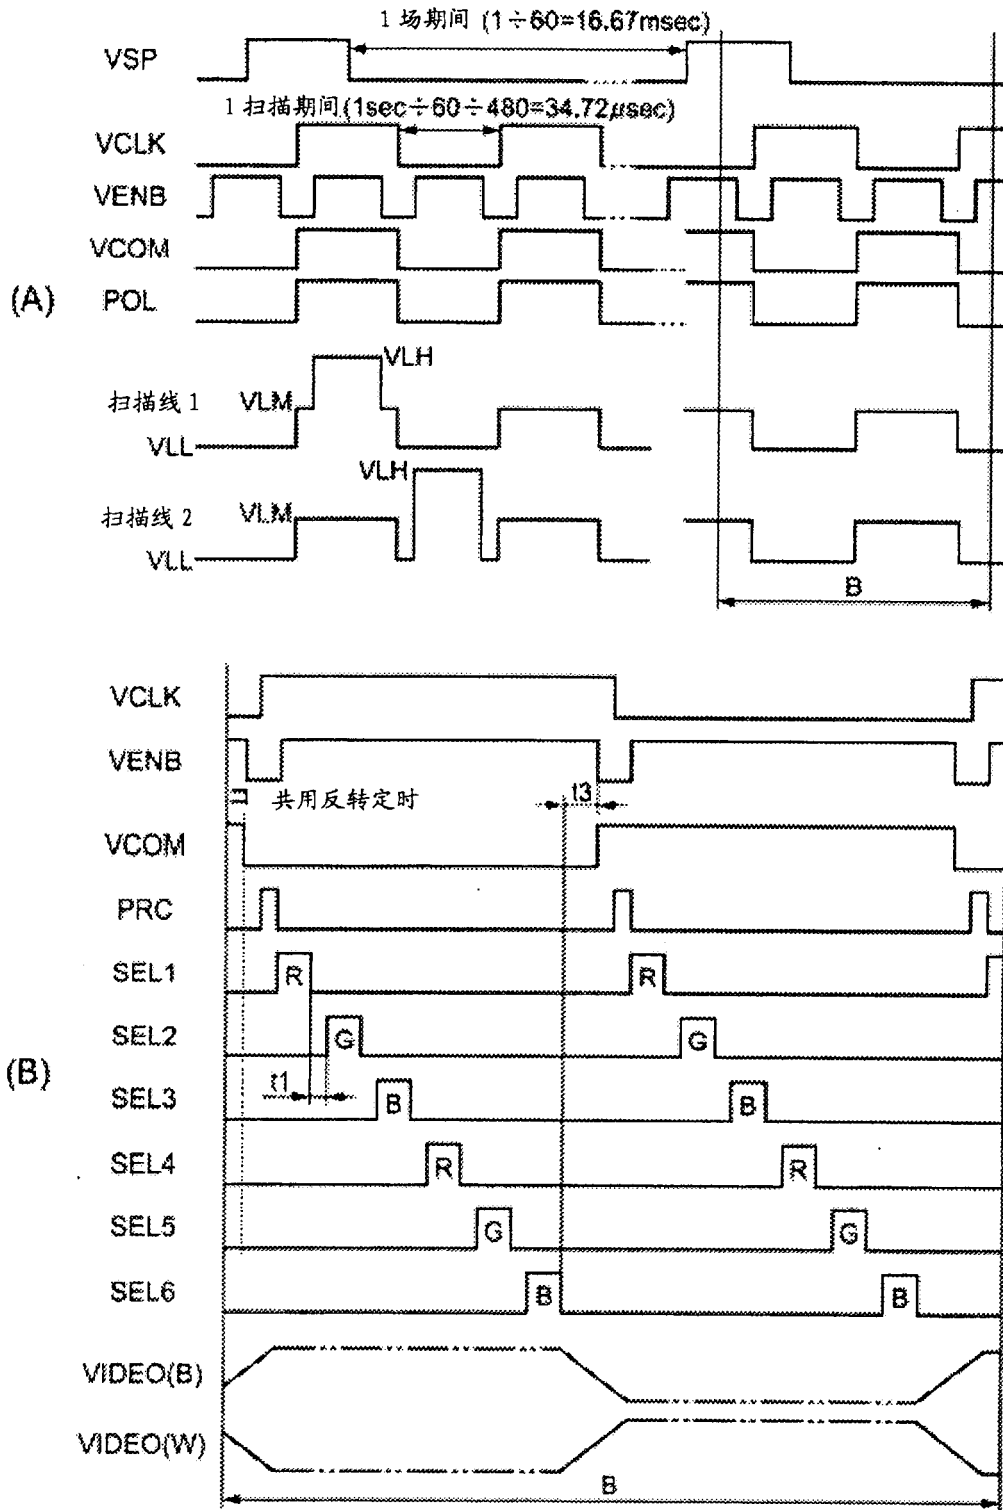 1 场期间 (1÷60=16.67msec)
VSP
1 扫描期间(1sec÷60÷480=34.72μsec)
VCLK
VENB
VCOM
(A)
POL
VLH
扫描线 1
VLM
VLL
VLH
扫描线 2
VLM
VLL
B
VCLK
VENB
t3
共用反转定时
VCOM
PRC
SEL1
R
R
SEL2
G
G
(B)
t1
SEL3
B
B
SEL4
R
R
SEL5
G
G
SEL6
B
B
VIDEO(B)
VIDEO(W)
B